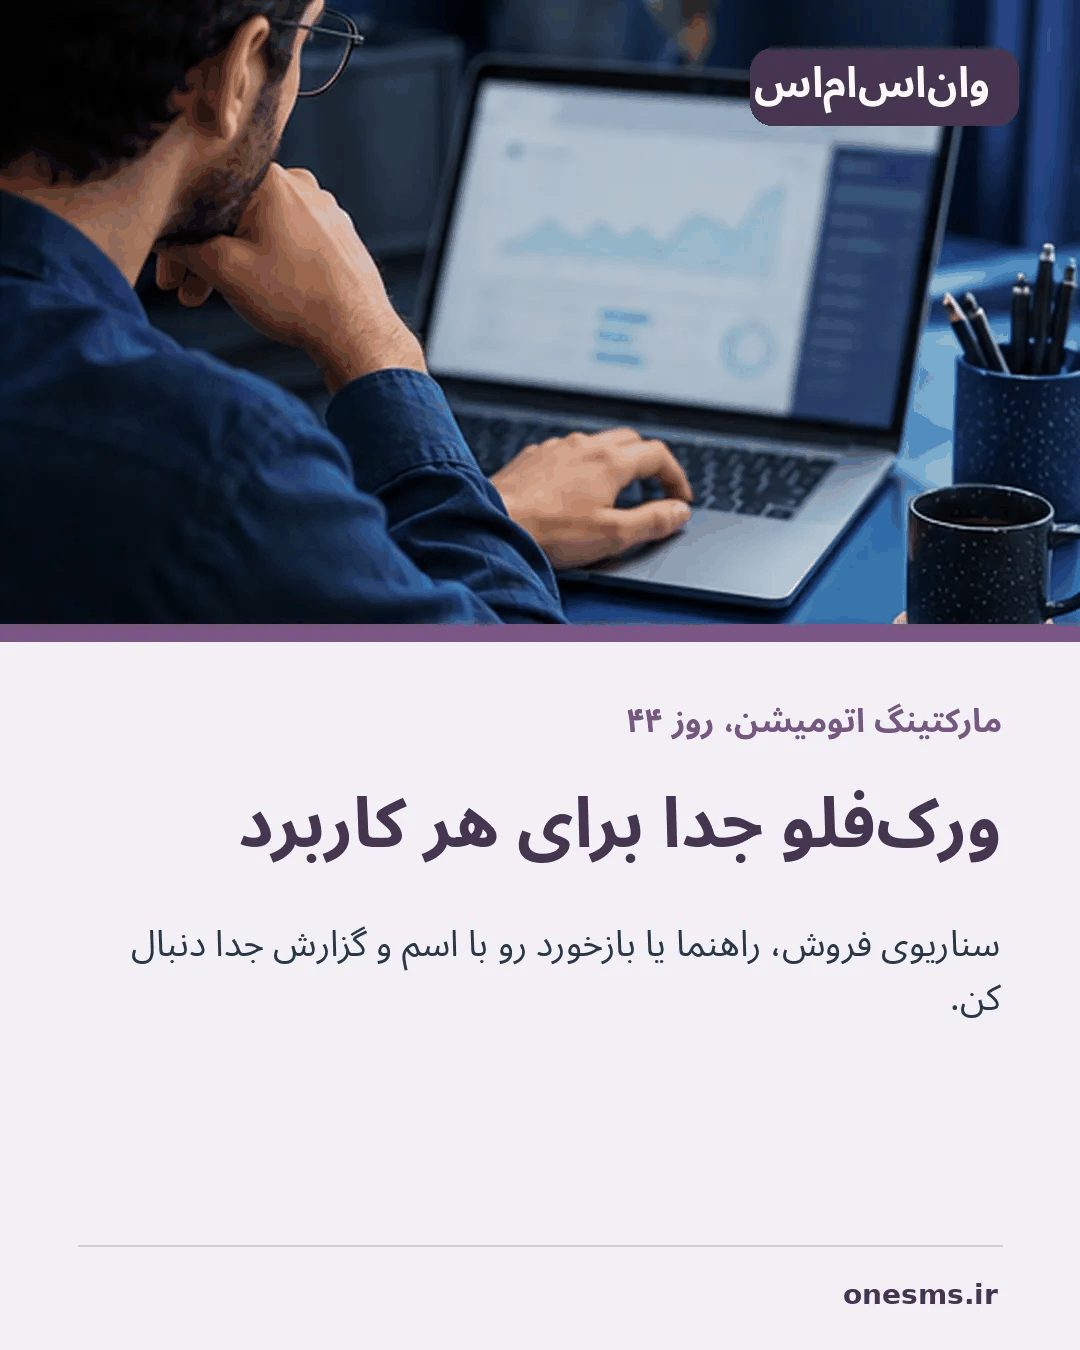 وان‌اس‌ام‌اس
مارکتینگ اتومیشن، روز ۴۴
ورک‌فلو جدا برای هر کاربرد
سناریوی فروش، راهنما یا بازخورد رو با اسم و گزارش جدا دنبال
کن.
onesms.ir